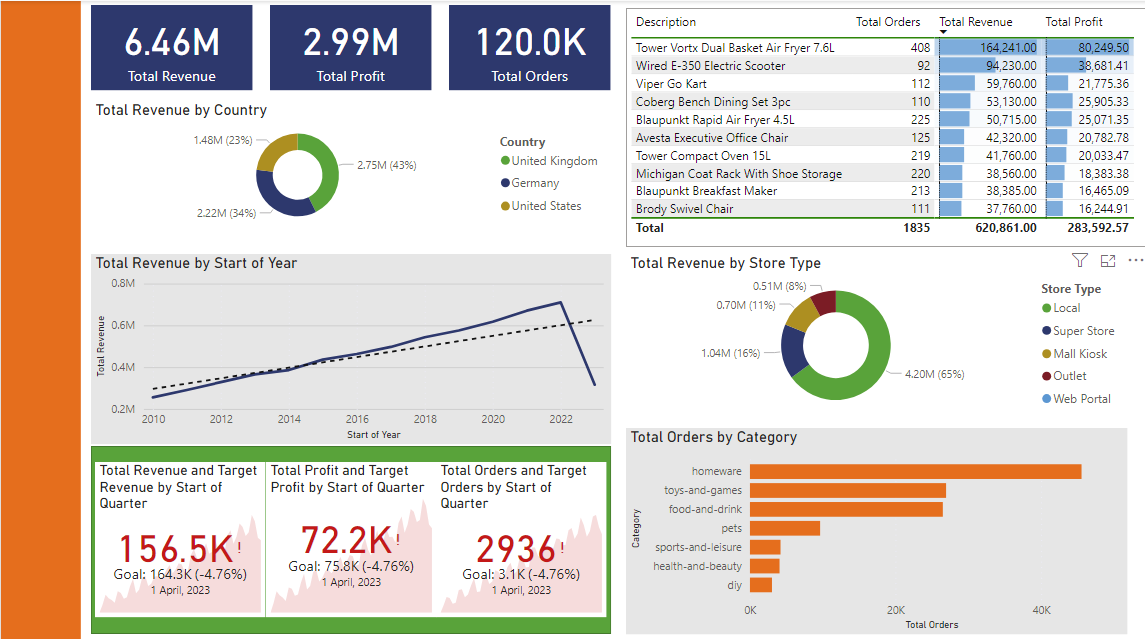 6.46M
Total Revenue
2.99M
Total Profit
120.0K
Total Orders
Description Total Orders Total Revenue Total Profit
Tower Vortx Dual Basket Air Fryer 7.6L 408 164,241.00 80,249.50
Wired E-350 Electric Scooter 92 94,230.00 38,681.41
Viper Go Kart 112 59,760.00 21,775.36
Coberg Bench Dining Set 3pc 110 53,130.00 25,905.33
Blaupunkt Rapid Air Fryer 4.5L 225 50,715.00 25,071.35
Avesta Executive Office Chair 125 42,320.00 20,782.78
Tower Compact Oven 15L 219 41,760.00 20,033.47
Michigan Coat Rack With Shoe Storage 220 38,560.00 18,383.38
Blaupunkt Breakfast Maker 213 38,385.00 16,465.09
Brody Swivel Chair 111 37,760.00 16,244.91
Total 1835 620,861.00 283,592.57
Total Revenue by Country
1.48M (23%)
2.75M (43%)
2.22M (34%)
Country
United Kingdom
Germany
United States
Total Revenue by Start of Year
Total Revenue
0.8M
0.6M
0.4M
0.2M
2010 2012 2014 2016 2018 2020 2022
Start of Year
Total Revenue by Store Type
0.51M (8%)
0.70M (11%)
1.04M (16%)
4.20M (65%)
Store Type
Local
Super Store
Mall Kiosk
Outlet
Web Portal
Total Revenue and Target
Revenue by Start of
Quarter
156.5K!
Goal: 164.3K (-4.76%)
1 April, 2023
Total Profit and Target
Profit by Start of Quarter
72.2K!
Goal: 75.8K (-4.76%)
1 April, 2023
Total Orders and Target
Orders by Start of
Quarter
2936!
Goal: 3.1K (-4.76%)
1 April, 2023
Total Orders by Category
Category
homeware
toys-and-games
food-and-drink
pets
sports-and-leisure
health-and-beauty
diy
0K 20K 40K
Total Orders